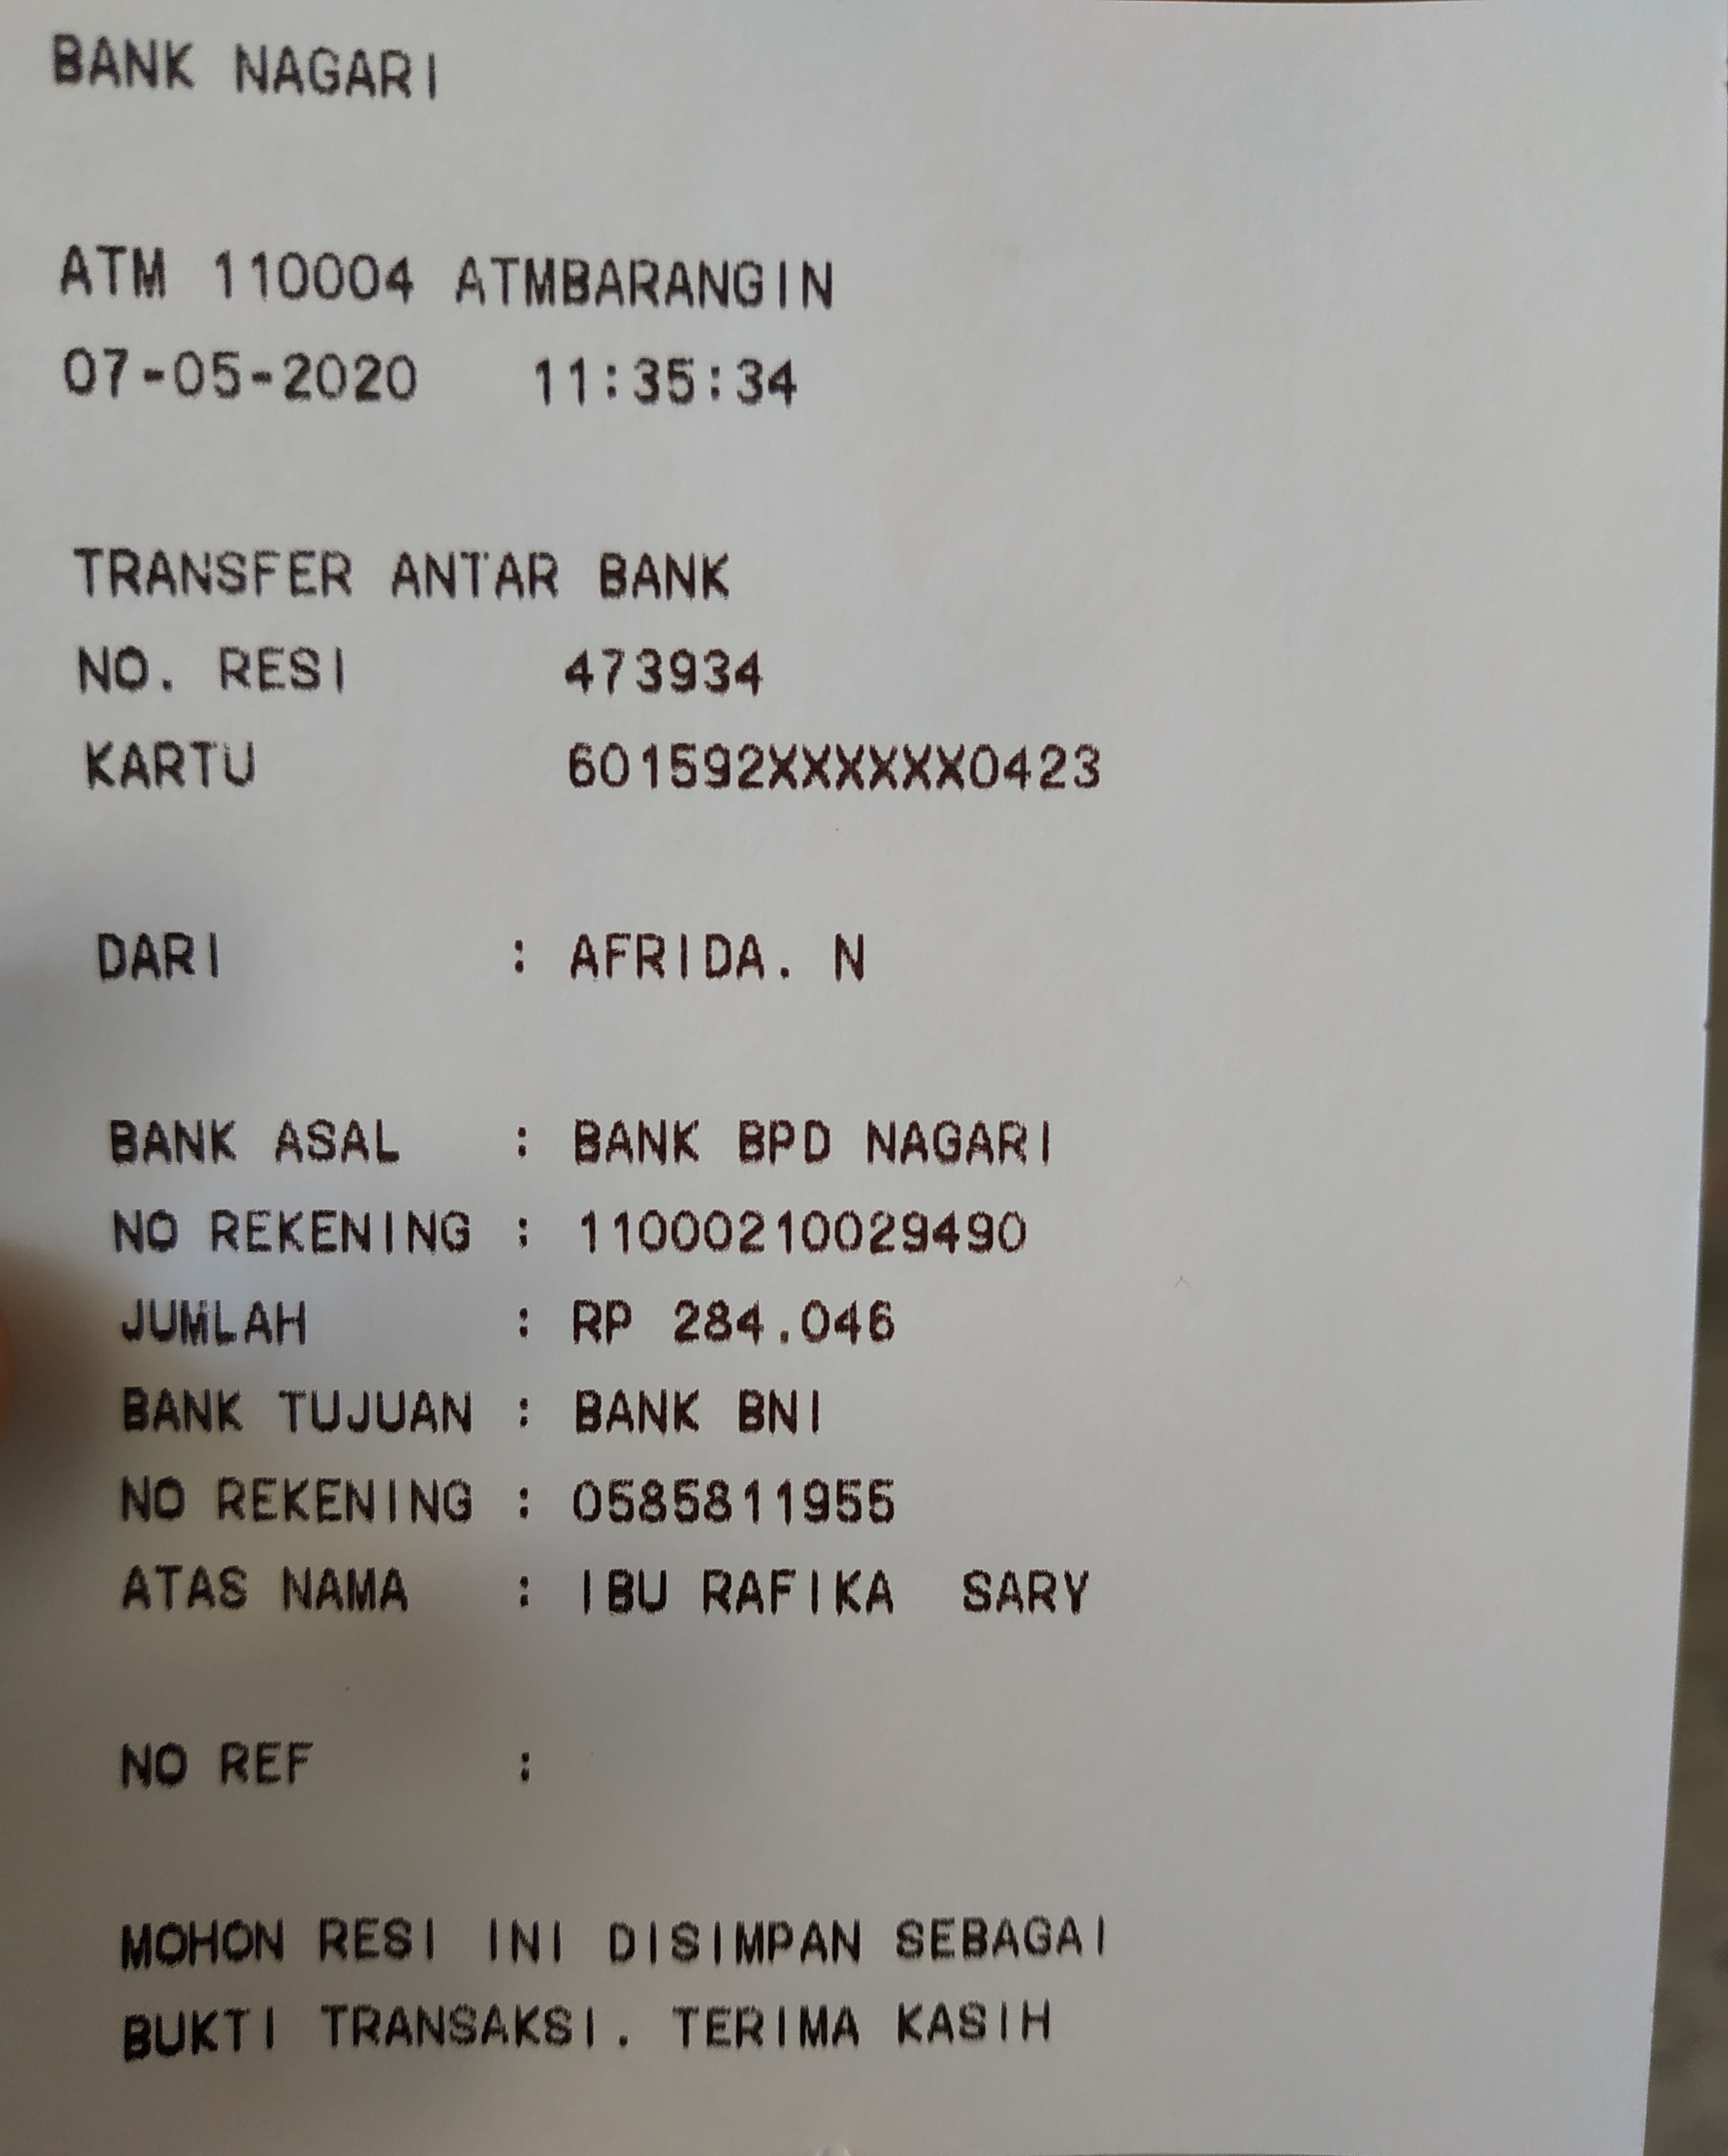 BANK NAGARI
ATM 110004 ATMBARANGIN
07-05-2020 11:35:34
TRANSFER ANTAR BANK
NO. RESI 473934
KARTU 601592XXXXXX0423
DARI : AFRIDA. N
BANK ASAL : BANK BPD NAGARI
NO REKENING : 11000210029490
JUMLAH : RP 284.046
BANK TUJUAN : BANK BNI
NO REKENING : 0585811955
ATAS NAMA : IBU RAFIKA SARY
NO REF :
MOHON RESI INI DISIMPAN SEBAGAI
BUKTI TRANSAKSI. TERIMA KASIH